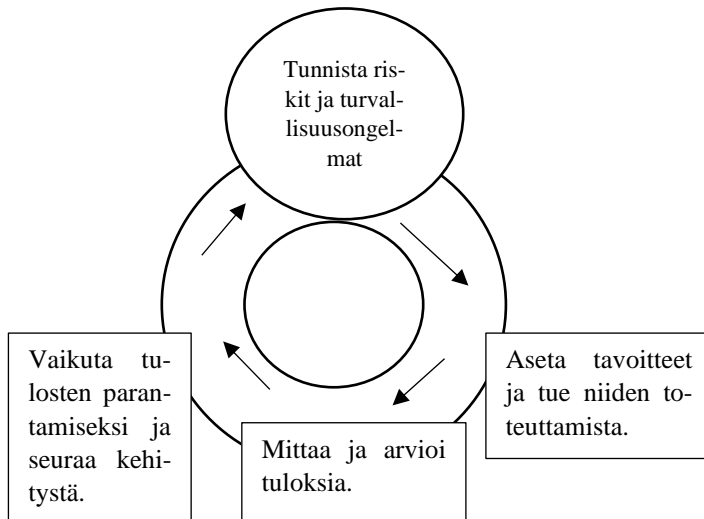 Tunnista ris-
kit ja turval-
lisuusongel-
mat
Aseta tavoitteet
ja tue niiden to-
teuttamista.
Mittaa ja arvioi
tuloksia.
Vaikuta tu-
losten paran-
tamiseksi ja
seuraa kehi-
tystä.